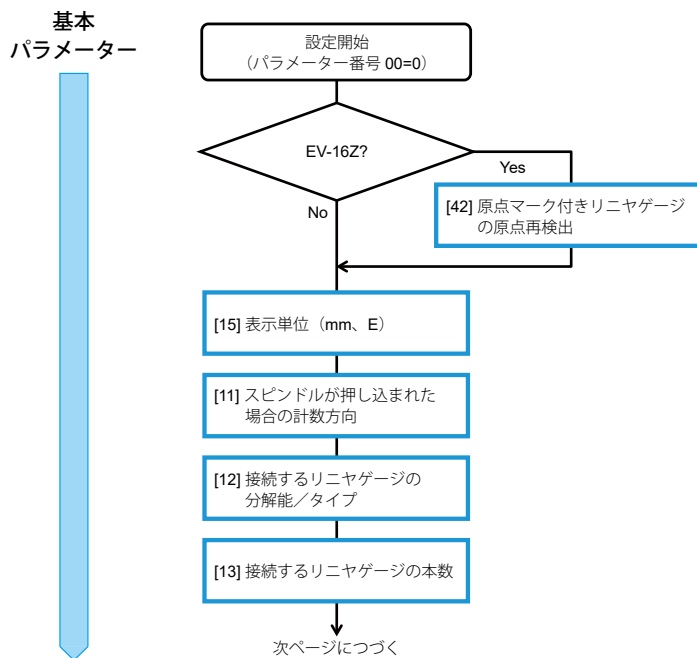 基本
パラメーター
設定開始
（パラメーター番号 00=0）
EV-16Z?
Yes
No
[42] 原点マーク付きリニヤゲージ
の原点再検出
[15] 表示単位（mm、E）
[11] スピンドルが押し込まれた
場合の計数方向
[12] 接続するリニヤゲージの
分解能／タイプ
[13] 接続するリニヤゲージの本数
次ページにつづく